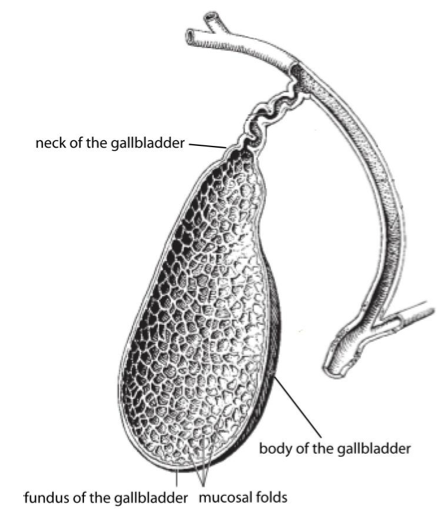 neck of the gallbladder
body of the gallbladder
fundus of the gallbladder
mucosal folds